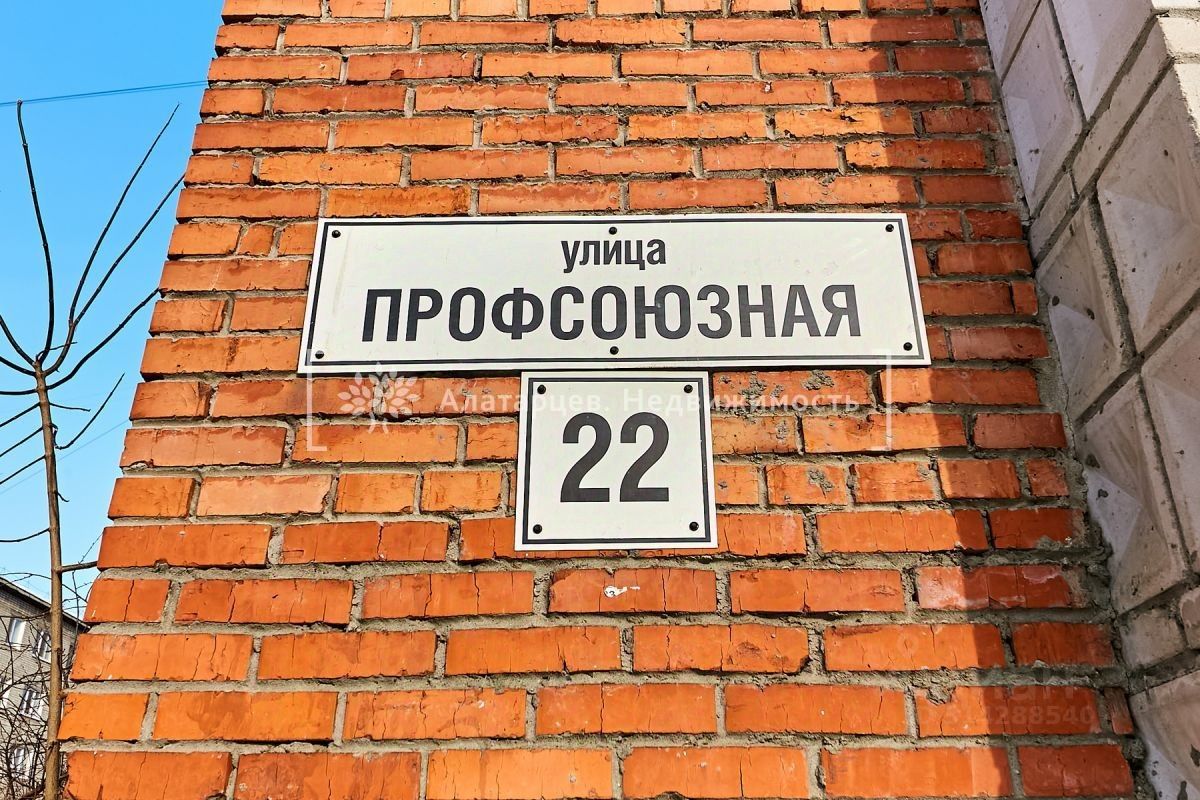 улица
ПРОФСОЮЗНАЯ
Алатарцев. Недвижимость
22